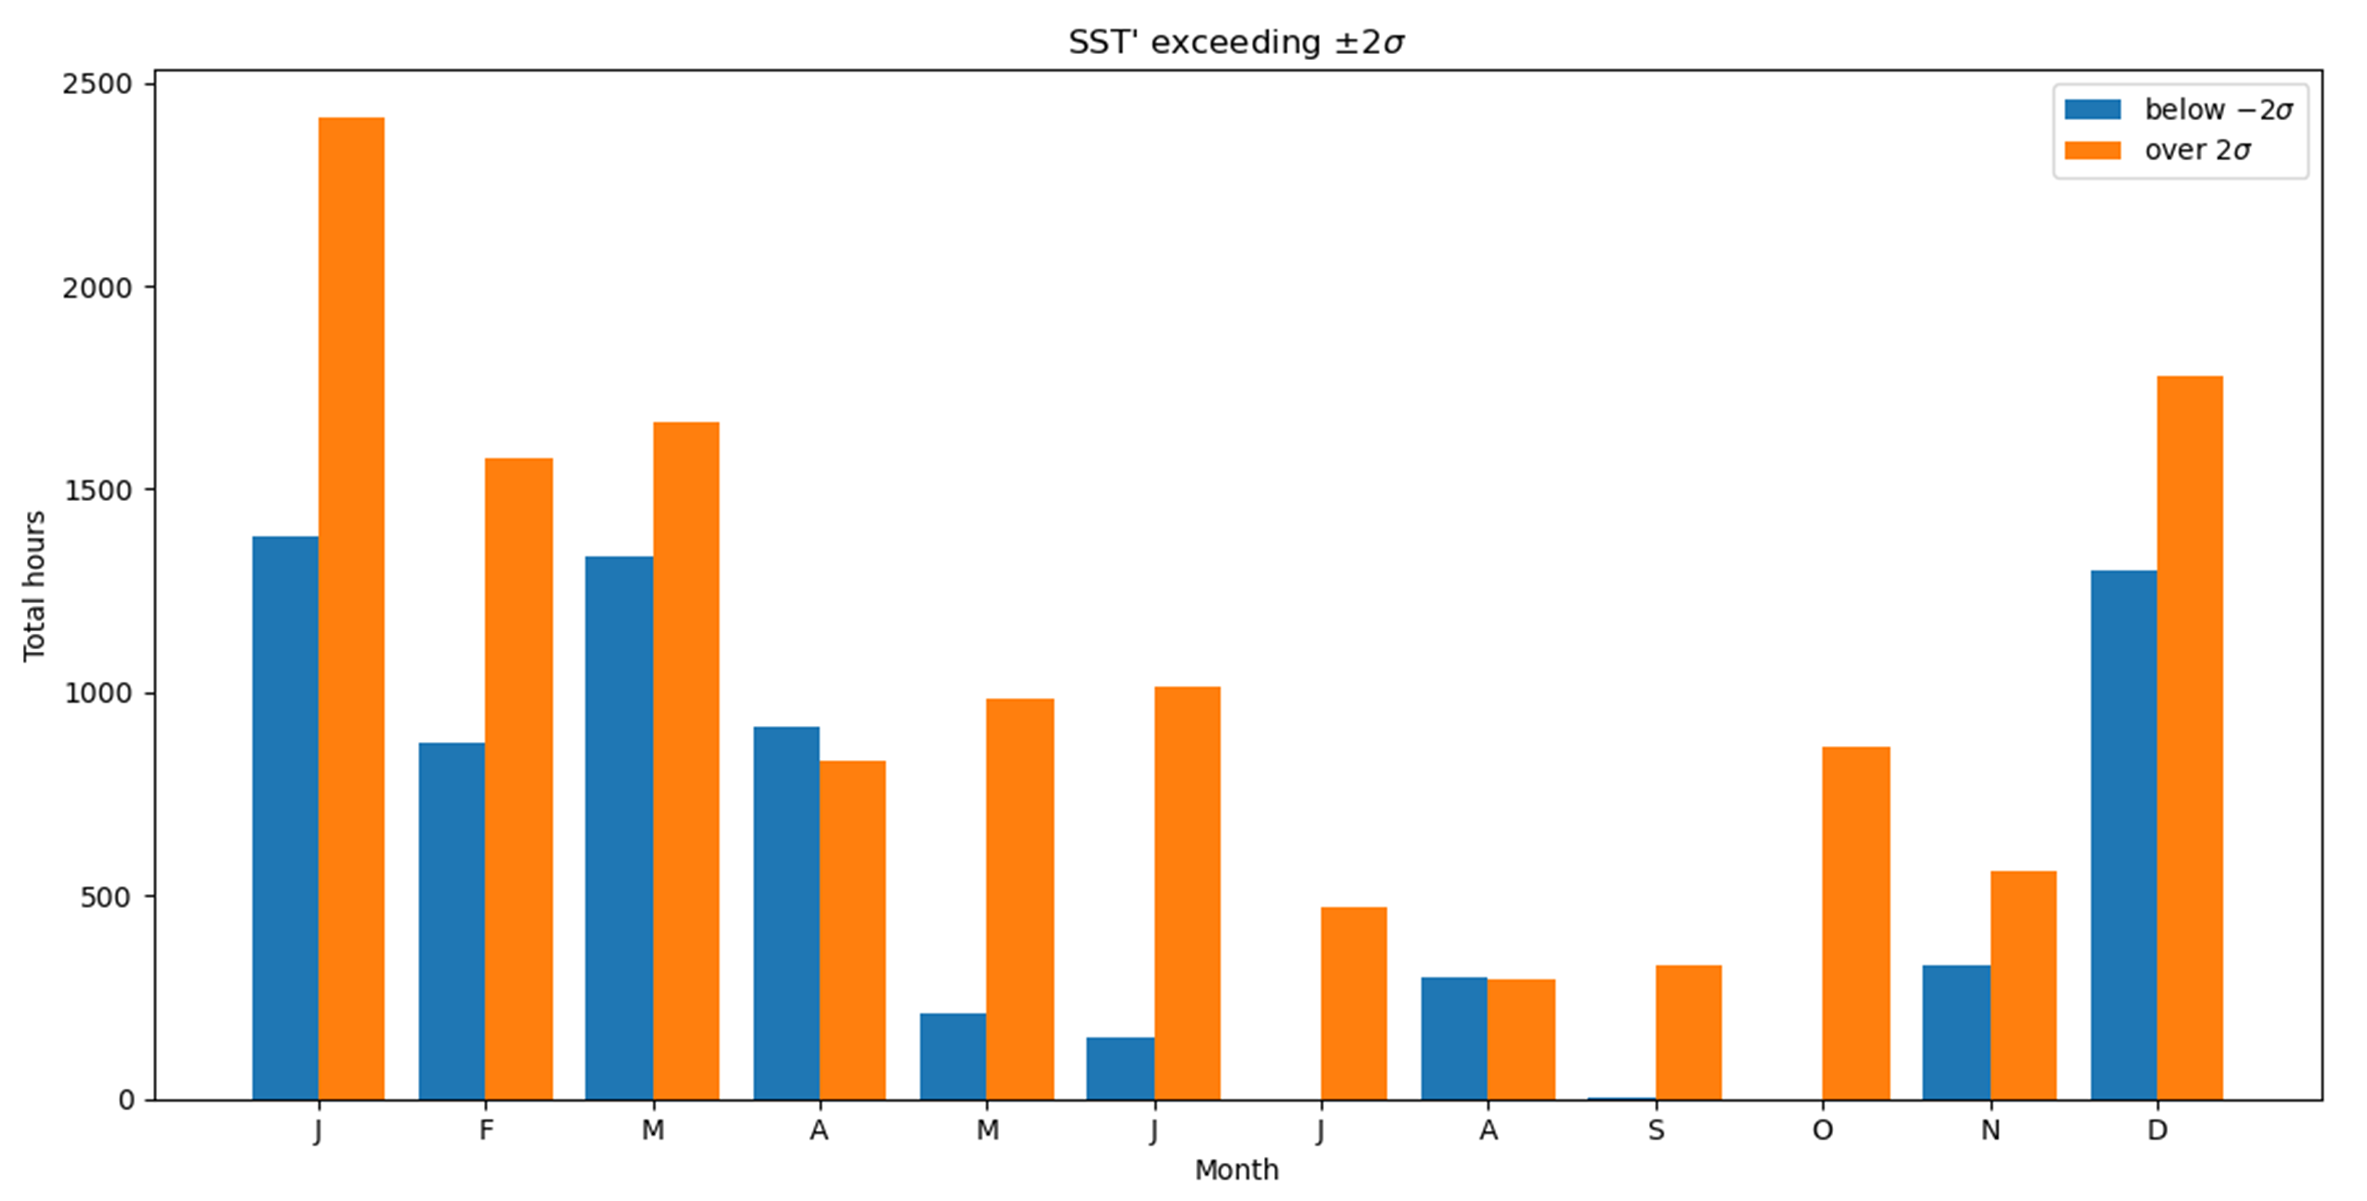 SST' exceeding ±2σ
2500
2000
1500
1000
500
0
Total hours
below −2σ
over 2σ
J F M A M J J A S O N D
Month